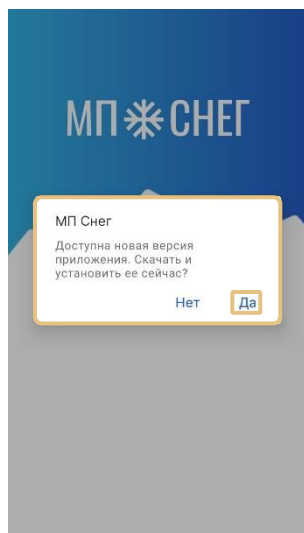 МП СНЕГ
МП Снег
Доступна новая версия
приложения. Скачать и
установить ее сейчас?
Нет Да